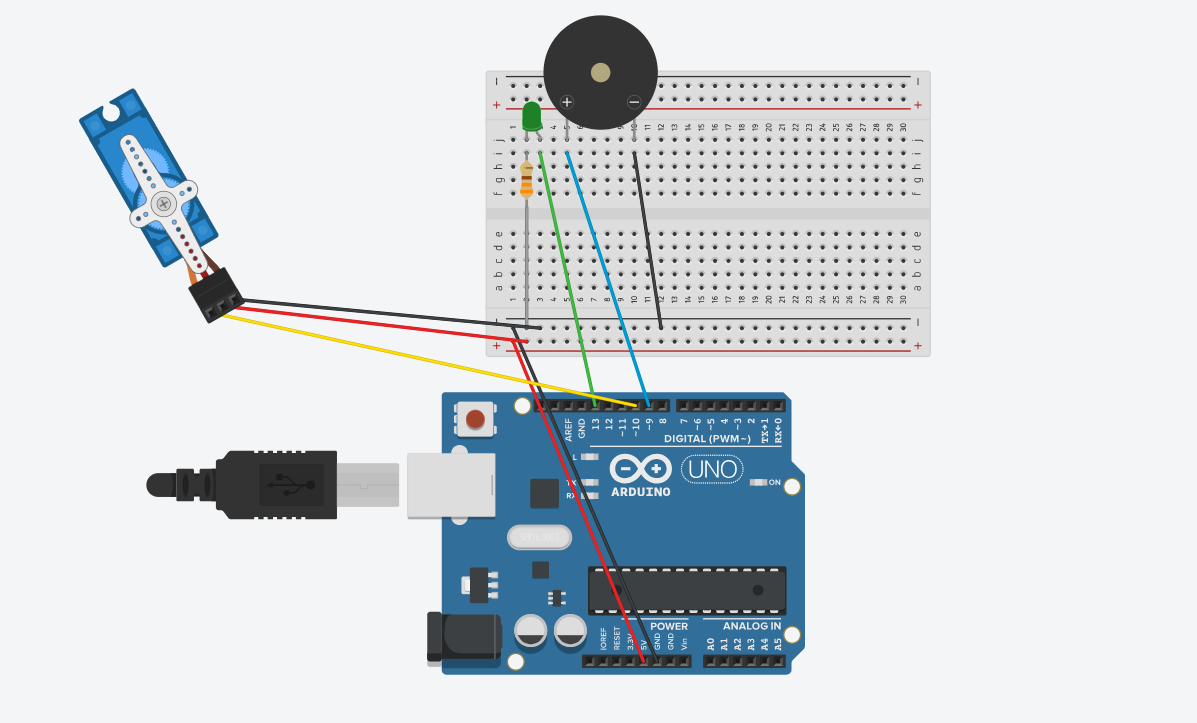 − −
+ +
+ −
1 2 3 4 5 6 7 8 9 10 11 12 13 14 15 16 17 18 19 20 21 22 23 24 25 26 27 28 29 30
j j
i i
h h
g g
f f
e e
d d
c c
b b
a a
1 2 3 4 5 6 7 8 9 10 11 12 13 14 15 16 17 18 19 20 21 22 23 24 25 26 27 28 29 30
− −
+ +
AREF GND 13 12 ~11 ~10 ~9 8 7 ~6 ~5 4 ~3 2 TX→1 RX←0
DIGITAL (PWM~)
L
TX
RX
UNO
ON
ARDUINO
POWER ANALOG IN
IOREF RESET 3.3V 5V GND GND Vin A0 A1 A2 A3 A4 A5